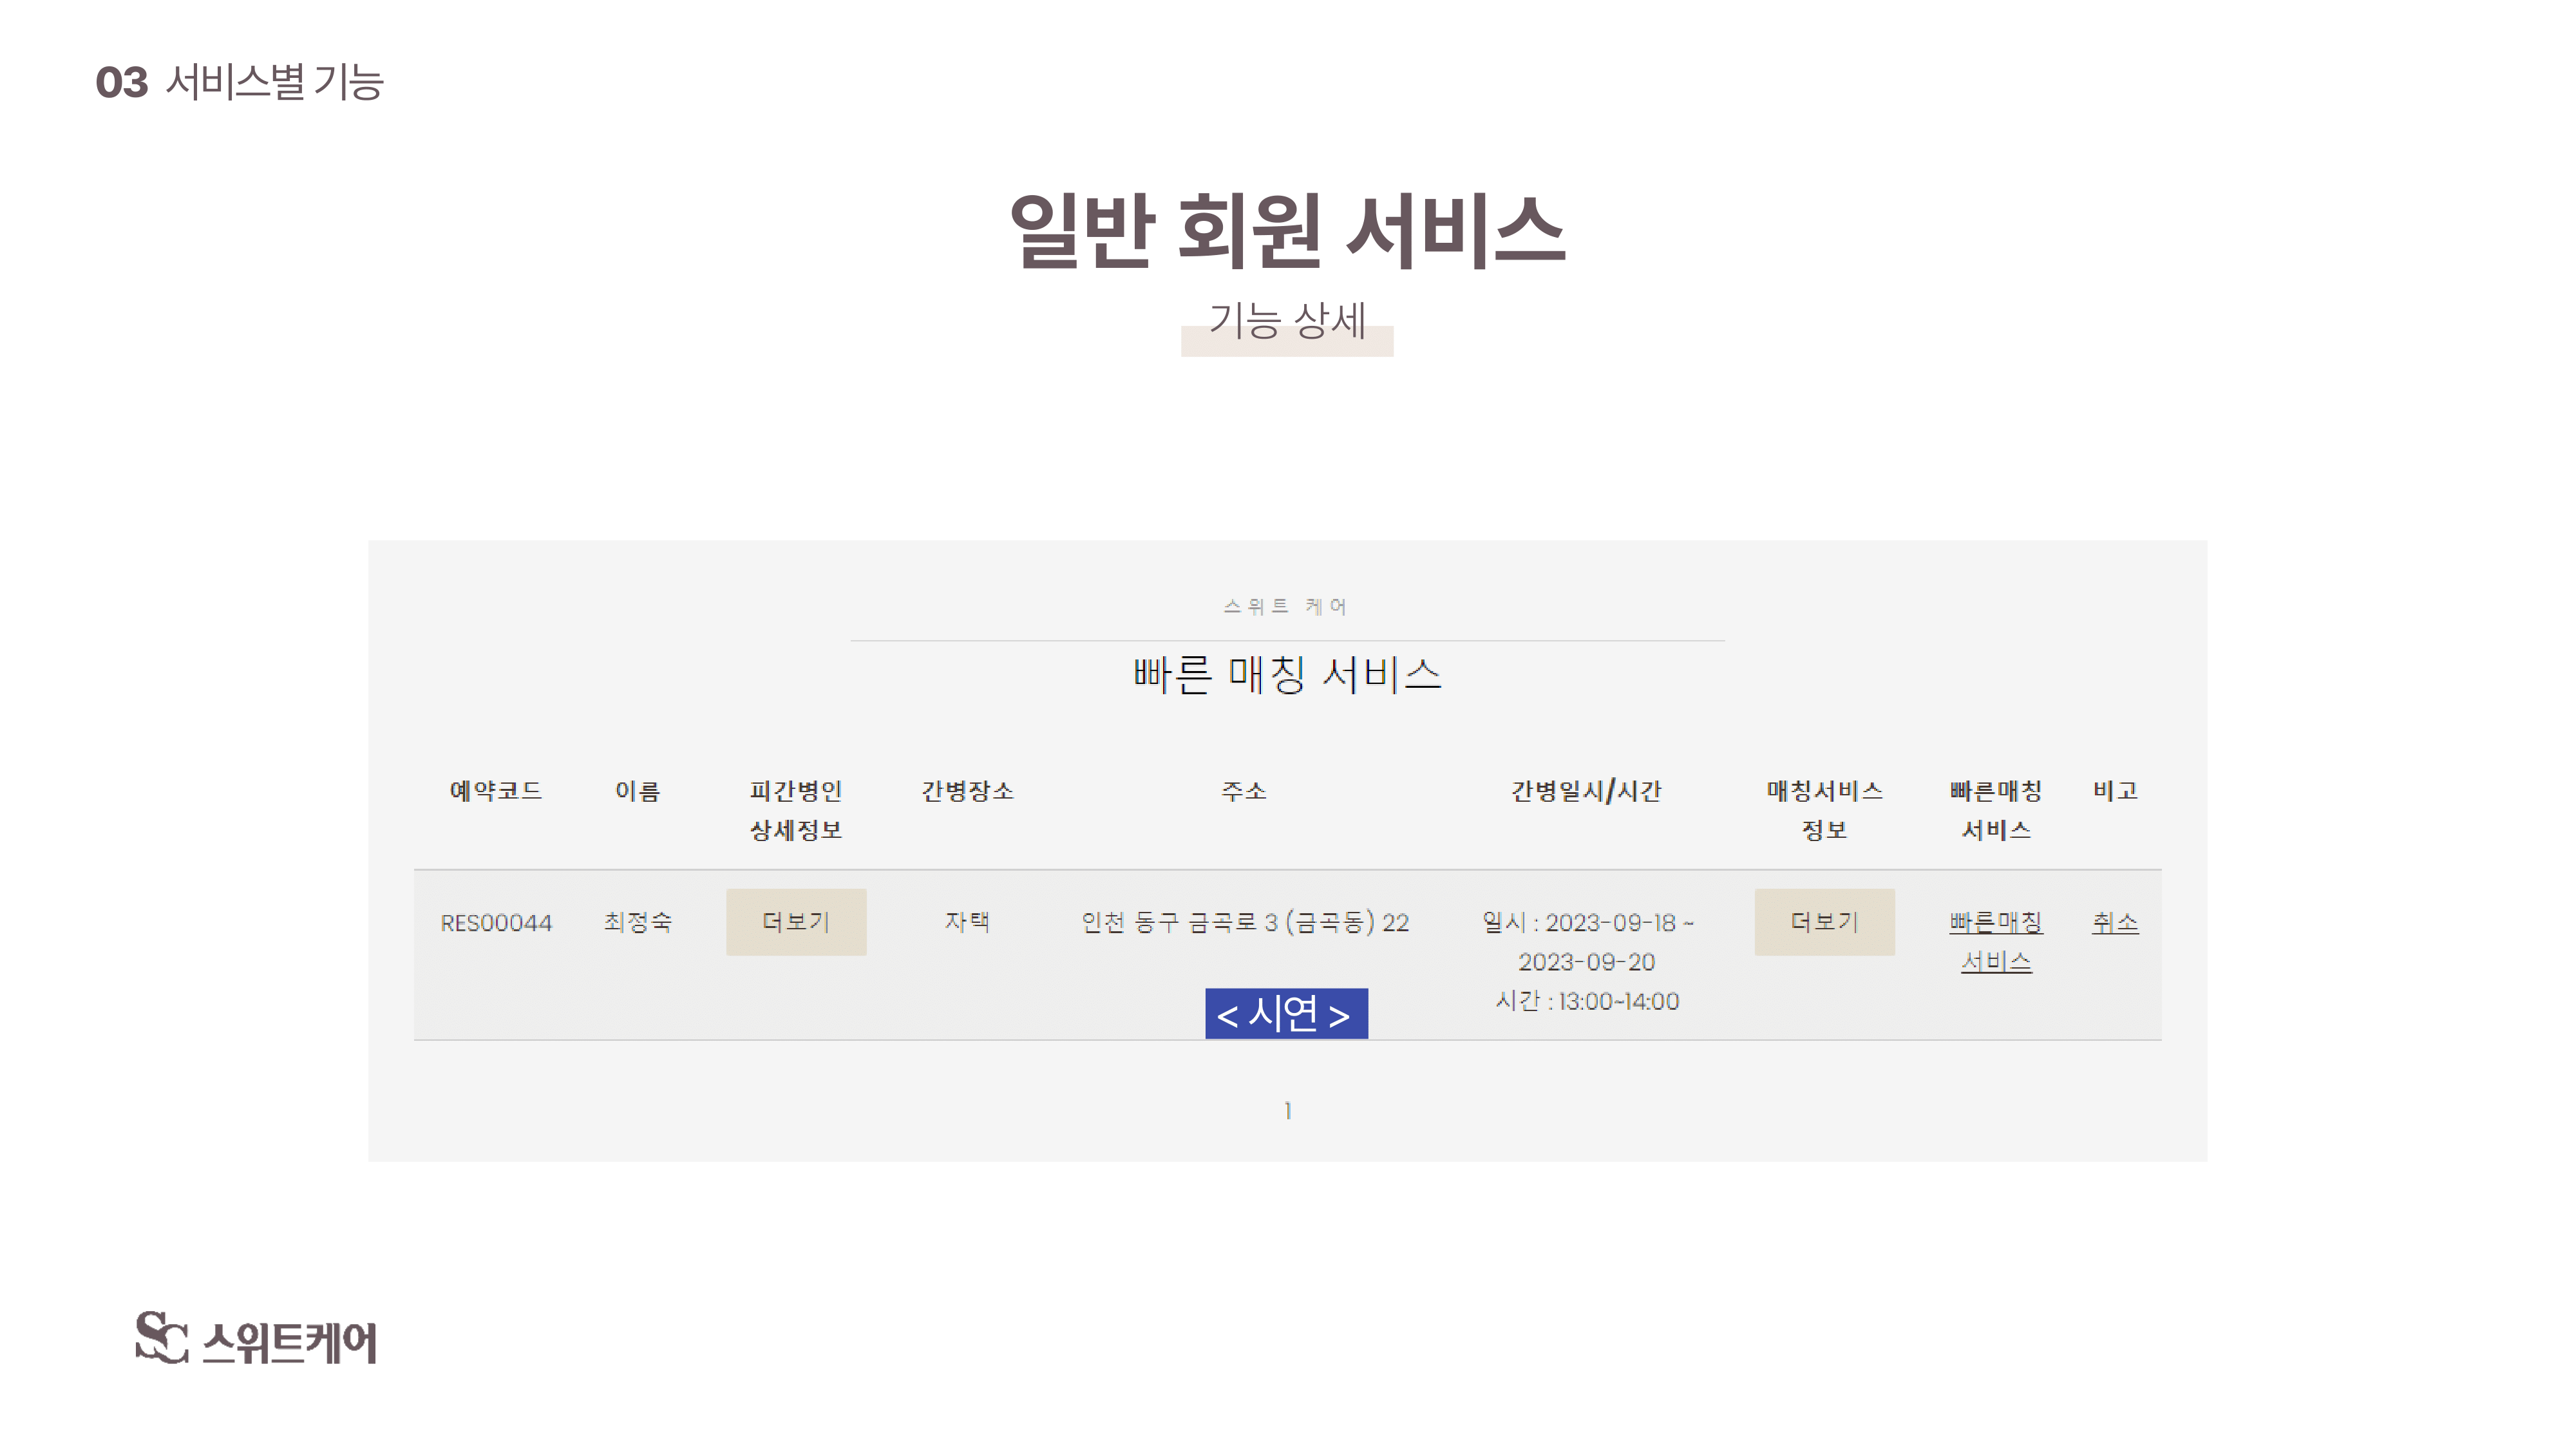 03 서비스별 기능
일반 회원 서비스
기능 상세
스위트 케어
빠른 매칭 서비스
예약코드 이름 피간병인 상세정보 간병장소 주소 간병일시/시간 매칭서비스 정보 빠른매칭 서비스 비고
RES00044 최정숙 더보기 자택 인천 동구 금곡로 3 (금곡동) 22 일시 : 2023-09-18 ~ 더보기 빠른매칭 취소
2023-09-20 서비스
시간 : 13:00~14:00
< 시연 >
1
SC 스위트케어